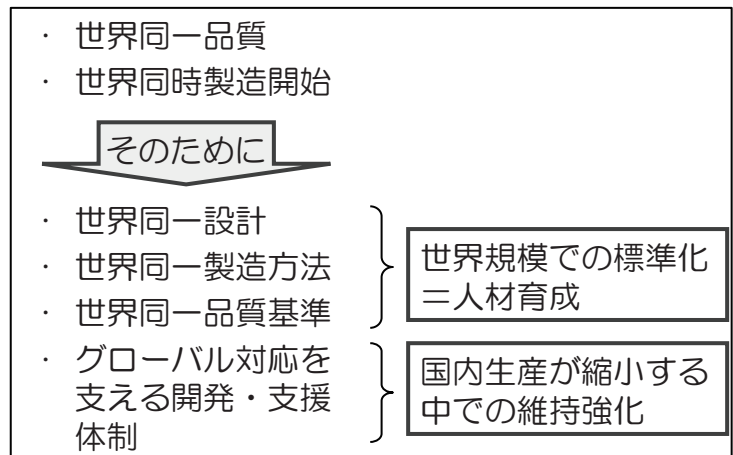 ・ 世界同一品質
・ 世界同時製造開始
そのために
・ 世界同一設計
・ 世界同一製造方法
・ 世界同一品質基準
世界規模での標準化
＝人材育成
・ グローバル対応を
支える開発・支援
体制
国内生産が縮小する
中での維持強化